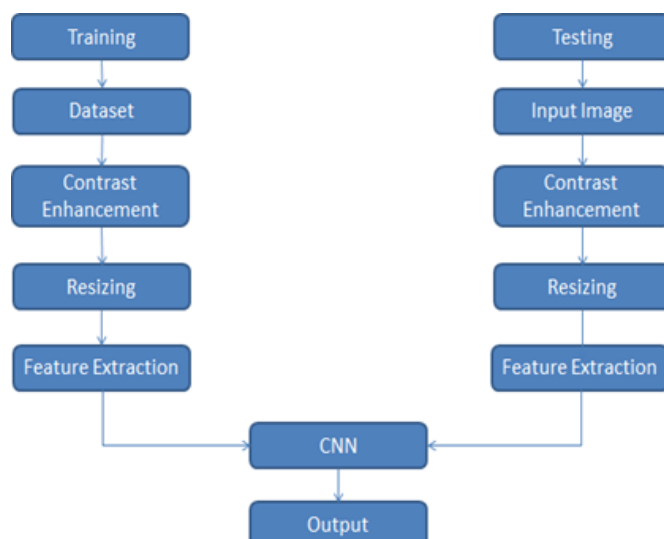 Training
Dataset
Contrast
Enhancement
Resizing
Feature Extraction
Testing
Input Image
Contrast
Enhancement
Resizing
Feature Extraction
CNN
Output